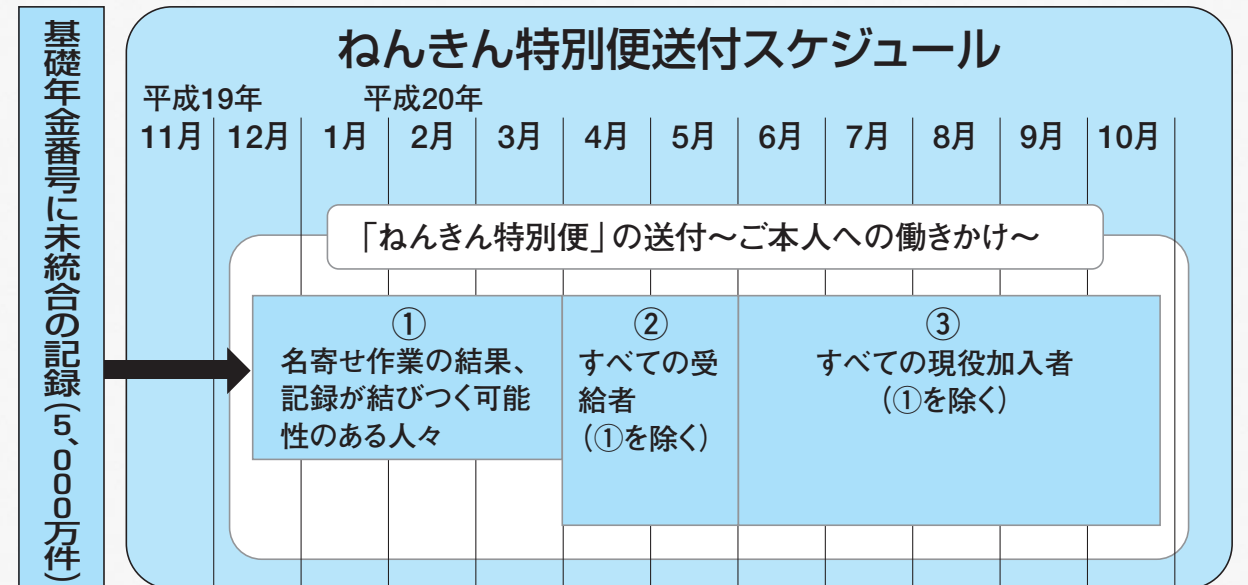 基礎年金番号に未統合の記録(5、000万件)
ねんきん特別便送付スケジュール
平成19年 平成20年
11月 12月 1月 2月 3月 4月 5月 6月 7月 8月 9月 10月
「ねんきん特別便」の送付〜ご本人への働きかけ〜
①
名寄せ作業の結果、
記録が結びつく可能
性のある人々
②
すべての受
給者
(①を除く)
③
すべての現役加入者
(①を除く)